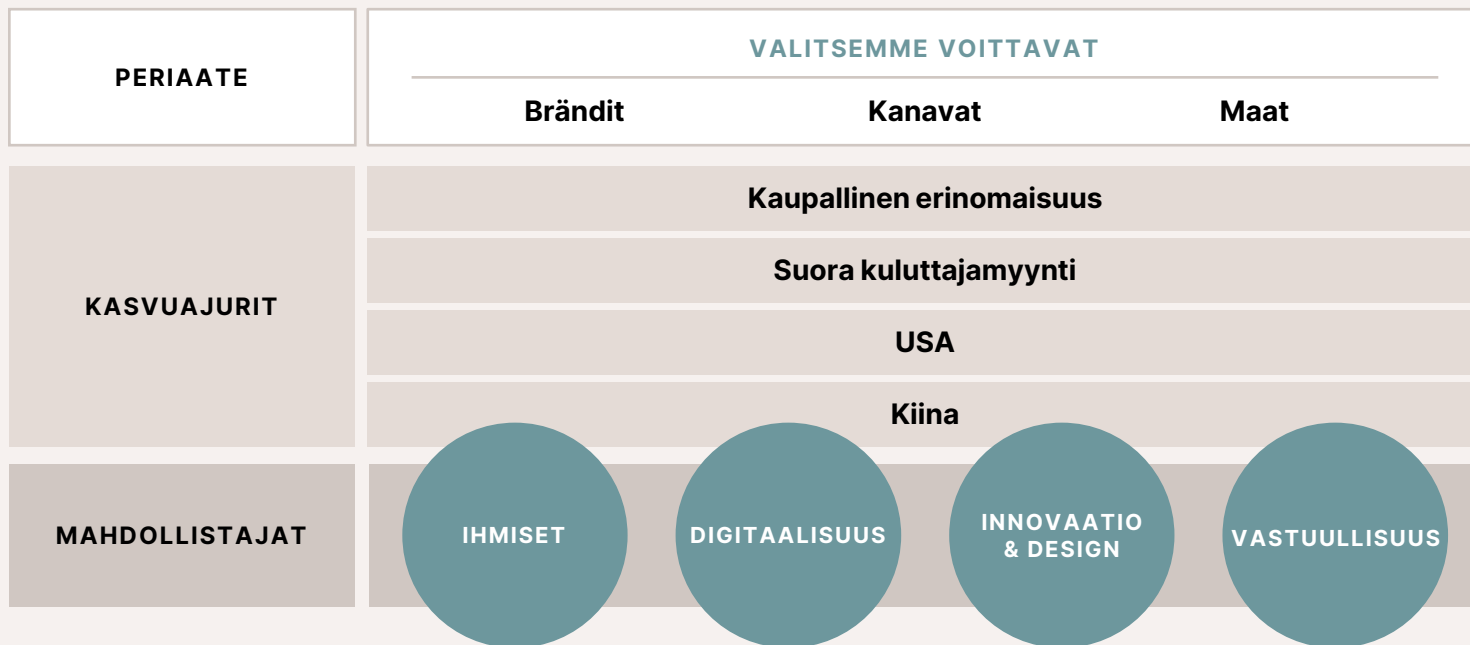 PERIAATE
VALITSEMME VOITTAVAT
Brändit Kanavat Maat
KASVUAJURIT
Kaupallinen erinomaisuus
Suora kuluttajamyynti
USA
Kiina
MAHDOLLISTAJAT
IHMISET
DIGITAALISUUS
INNOVAATIO
& DESIGN
VASTUULLISUUS